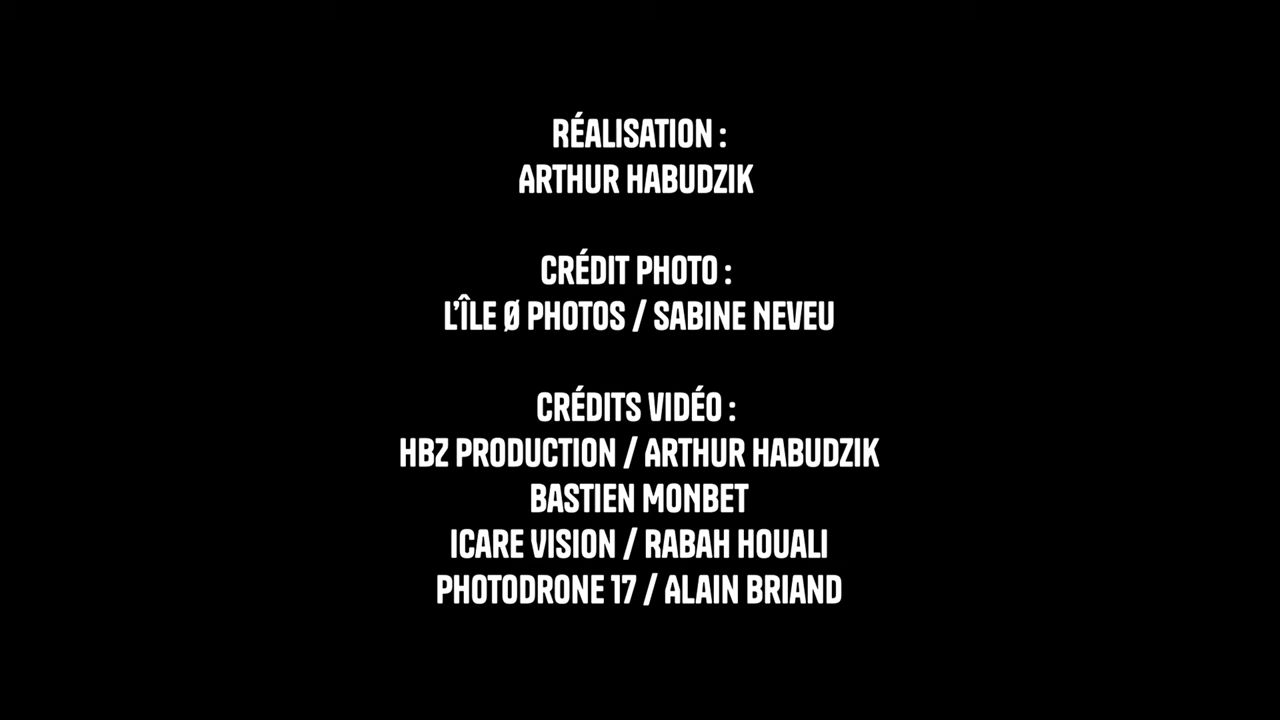 RÉALISATION :
ARTHUR HABUDZIK
CRÉDIT PHOTO :
L'ÎLE Ø PHOTOS / SABINE NEVEU
CRÉDITS VIDÉO :
HBZ PRODUCTION / ARTHUR HABUDZIK
BASTIEN MONBET
ICARE VISION / RABAH HOUALI
PHOTODRONE 17 / ALAIN BRIAND